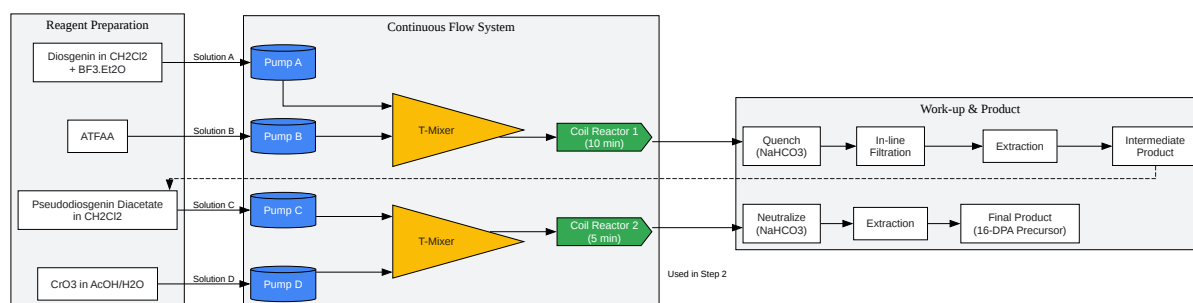 Reagent Preparation
Continuous Flow System
Diosgenin in CH2Cl2
+ BF3.Et2O
Solution A
Pump A
ATFAA
Solution B
Pump B
T-Mixer
Coil Reactor 1
(10 min)
Work-up & Product
Quench
(NaHCO3)
In-line
Filtration
Extraction
Intermediate
Product
Pseudodiosgenin Diacetate
in CH2Cl2
Solution C
Pump C
T-Mixer
Coil Reactor 2
(5 min)
Neutralize
(NaHCO3)
Extraction
Final Product
(16-DPA Precursor)
CrO3 in AcOH/H2O
Solution D
Pump D
Used in Step 2